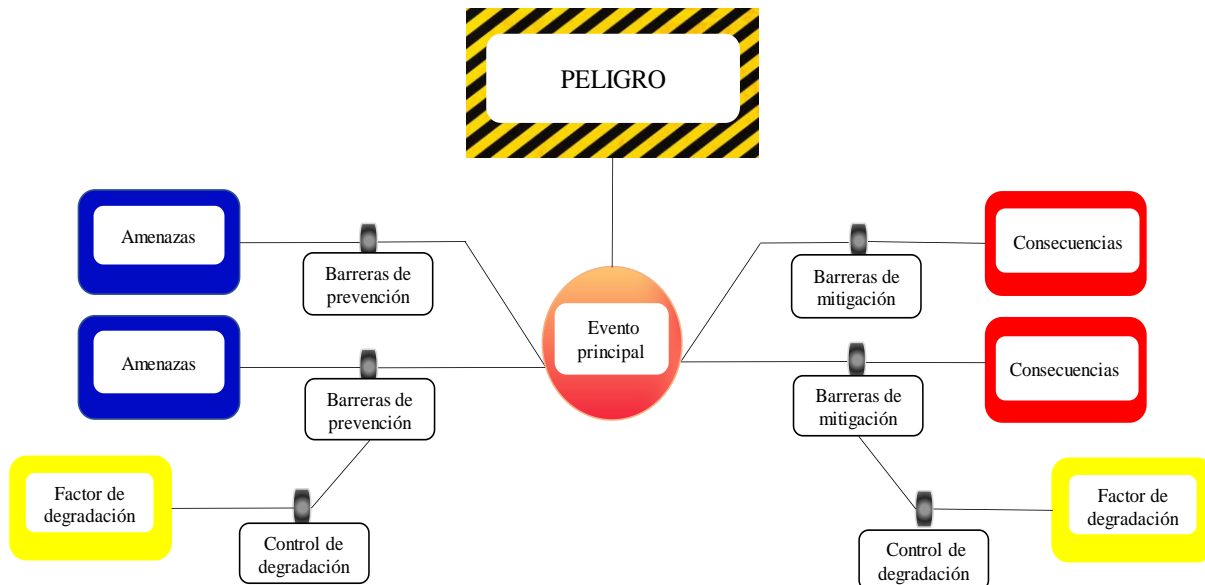 PELIGRO
Amenazas
Barreras de
prevención
Barreras de
mitigación
Consecuencias
Evento
principal
Amenazas
Barreras de
prevención
Barreras de
mitigación
Consecuencias
Factor de
degradación
Control de
degradación
Control de
degradación
Factor de
degradación